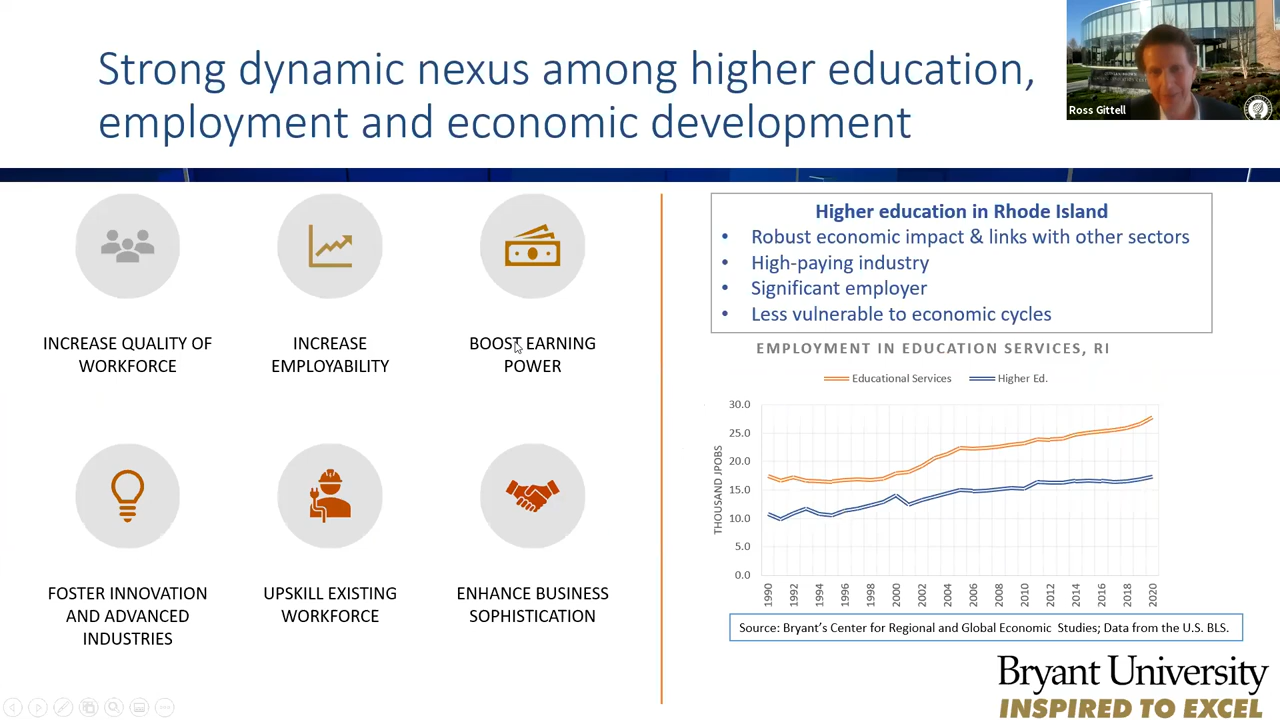 Strong dynamic nexus among higher education,
employment and economic development
Ross Gittell
INCREASE QUALITY OF
WORKFORCE
INCREASE
EMPLOYABILITY
BOOST EARNING
POWER
FOSTER INNOVATION
AND ADVANCED
INDUSTRIES
UPSKILL EXISTING
WORKFORCE
ENHANCE BUSINESS
SOPHISTICATION
Higher education in Rhode Island
• Robust economic impact & links with other sectors
• High-paying industry
• Significant employer
• Less vulnerable to economic cycles
EMPLOYMENT IN EDUCATION SERVICES, RI
Educational Services Higher Ed.
THOUSAND JPOBS
30.0
25.0
20.0
15.0
10.0
5.0
0.0
1990 1992 1994 1996 1998 2000 2002 2004 2006 2008 2010 2012 2014 2016 2018 2020
Source: Bryant's Center for Regional and Global Economic Studies; Data from the U.S. BLS.
Bryant University
INSPIRED TO EXCEL